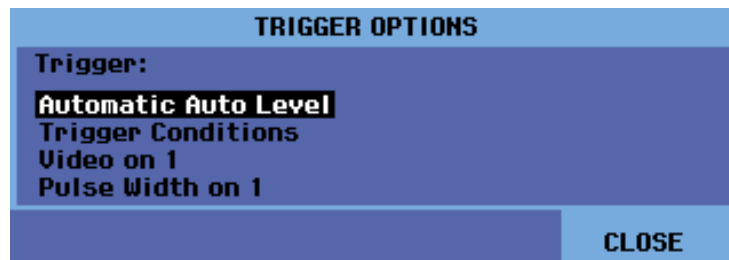 TRIGGER OPTIONS
Trigger:
Automatic Auto Level
Trigger Conditions
Video on 1
Pulse Width on 1
CLOSE